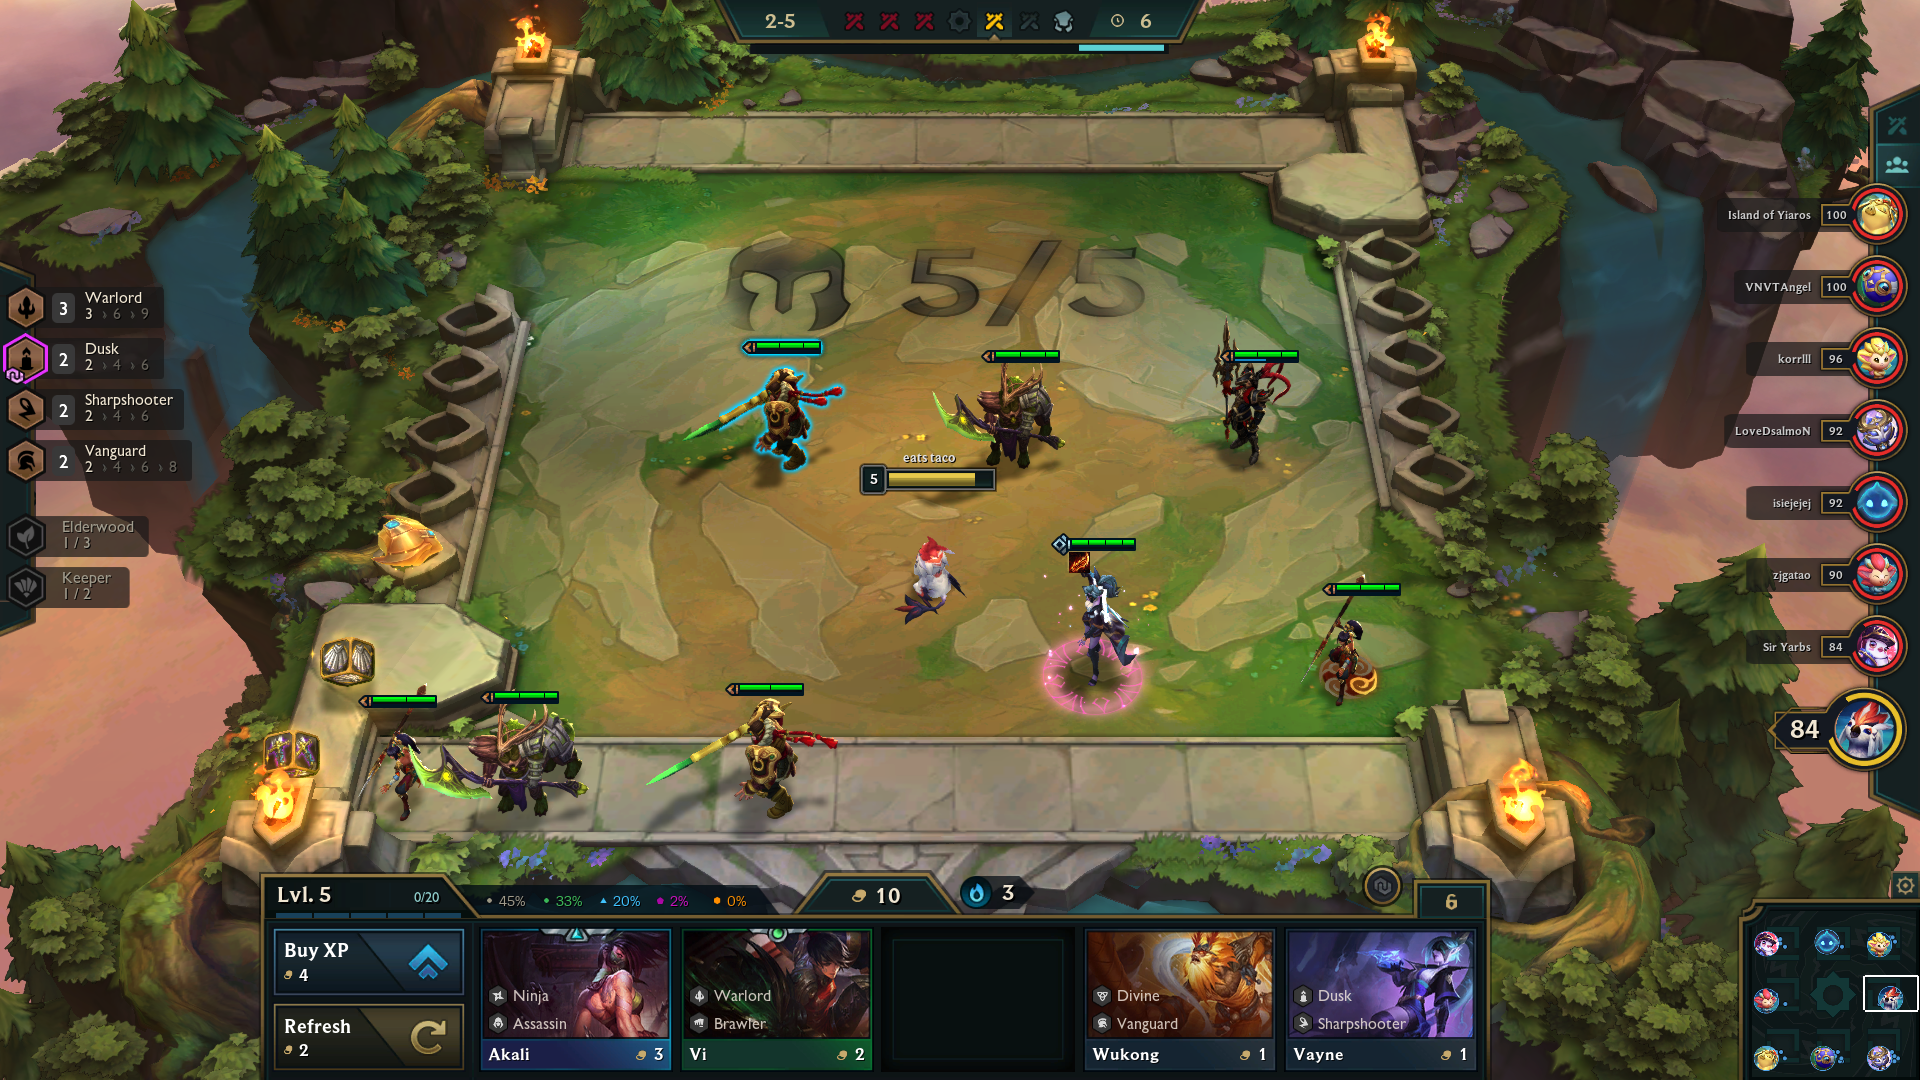 2-5
6
5/5
3
Warlord
3 › 6 › 9
2
Dusk
2 › 4 › 6
2
Sharpshooter
2 › 4 › 6
2
Vanguard
2 › 4 › 6 › 8
Elderwood
1 / 3
Keeper
1 / 2
eats taco
5
Island of Yiaros
100
VNVTAngel
100
korrlll
96
LoveDsalmoN
92
isiejejej
92
zjgatao
90
Sir Yarbs
84
84
Lvl. 5
0/20
45%
33%
20%
2%
0%
10
3
6
Buy XP
4
Refresh
2
Ninja
Assassin
Akali
3
Warlord
Brawler
Vi
2
Divine
Vanguard
Wukong
1
Dusk
Sharpshooter
Vayne
1